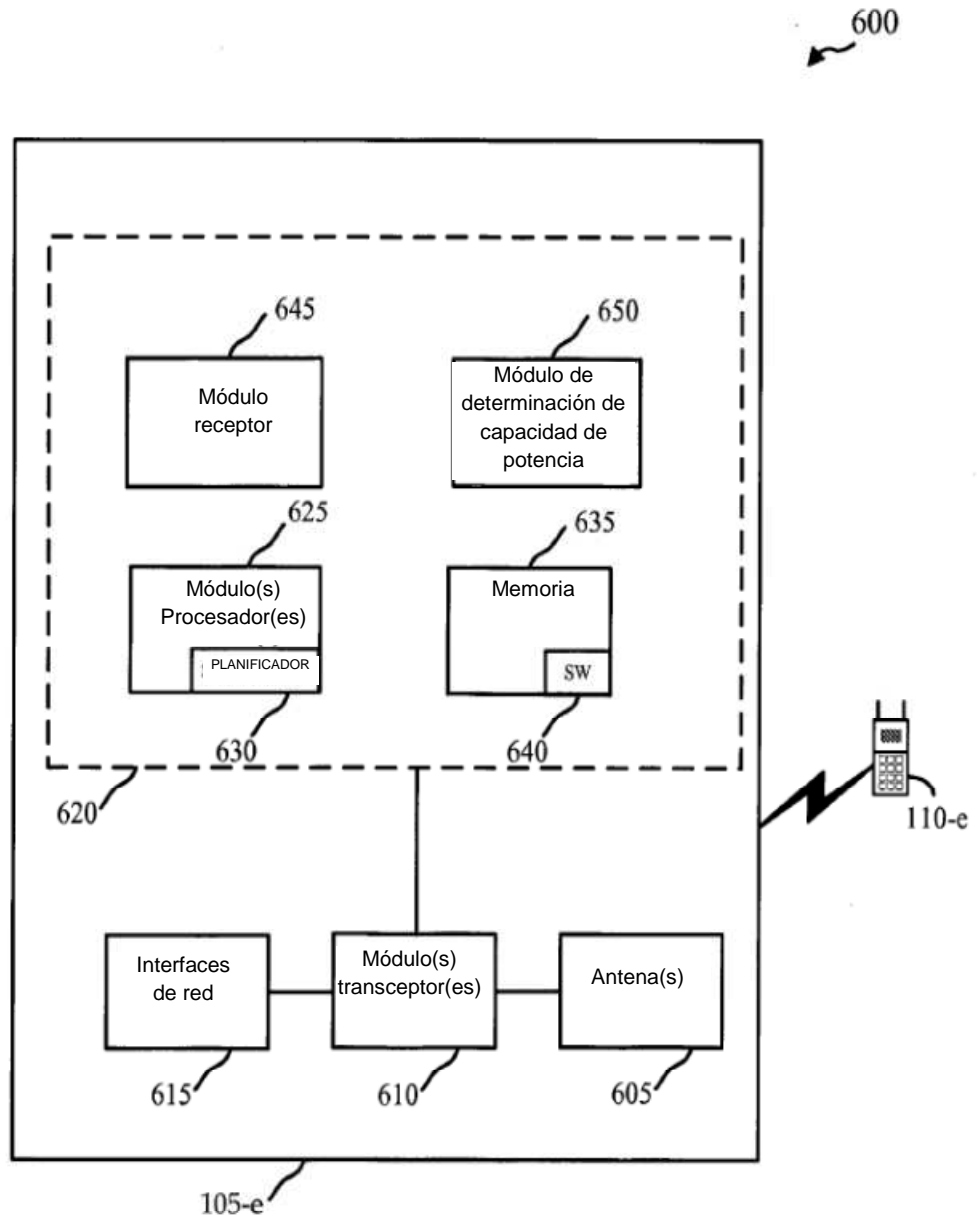 600
645
650
Módulo
receptor
Módulo de
determinación de
capacidad de
potencia
625
635
Módulo(s)
Procesador(es)
PLANIFICADOR
Memoria
SW
630
640
620
110-e
Interfaces
de red
Módulo(s)
transceptor(es)
Antena(s)
615
610
605
105-e